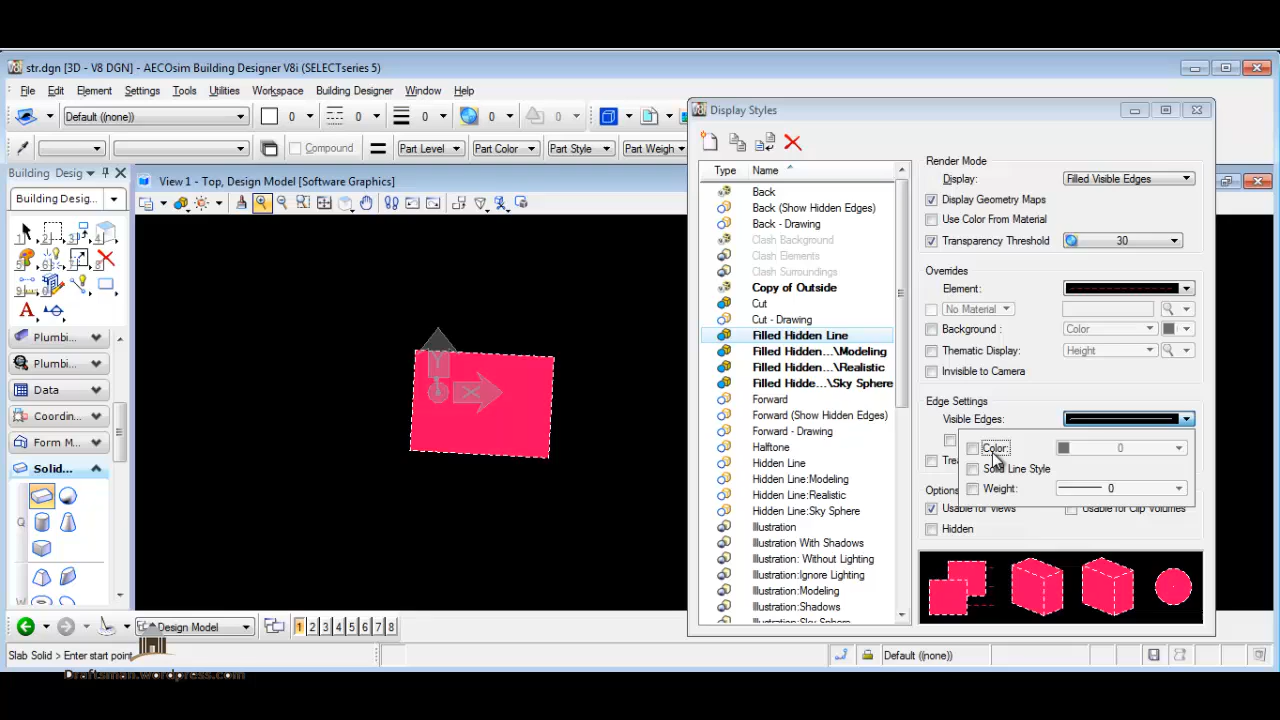 str.dgn [3D - V8 DGN] - AECOsim Building Designer V8i (SELECTseries 5)
File Edit Element Settings Tools Utilities Workspace Building Designer Window Help
Default ((none)) 0 0 0 0 0
Compound Part Level Part Color Part Style Part Weigh
Building Desig
Building Desig...
View 1 - Top, Design Model [Software Graphics]
Plumbi...
Plumbi...
Data
Coordin...
Form M...
Solid...
Y
X
Display Styles
Type Name
Back
Back (Show Hidden Edges)
Back - Drawing
Clash Background
Clash Elements
Clash Surroundings
Copy of Outside
Cut
Cut - Drawing
Filled Hidden Line
Filled Hidden...\Modeling
Filled Hidden...\Realistic
Filled Hidde...\Sky Sphere
Forward
Forward (Show Hidden Edges)
Forward - Drawing
Halftone
Hidden Line
Hidden Line:Modeling
Hidden Line:Realistic
Hidden Line:Sky Sphere
Illustration
Illustration With Shadows
Illustration: Without Lighting
Illustration:Ignore Lighting
Illustration:Modeling
Illustration:Shadows
Render Mode
Display: Filled Visible Edges
Display Geometry Maps
Use Color From Material
Transparency Threshold 30
Overrides
Element:
No Material
Background : Color
Thematic Display: Height
Invisible to Camera
Edge Settings
Visible Edges:
Color: 0
Solid Line Style
Weight: 0
Usable for Views Usable for Clip Volumes
Hidden
Design Model 1 2 3 4 5 6 7 8
Slab Solid > Enter start point
Default ((none))
Draftsman.wordpress.com